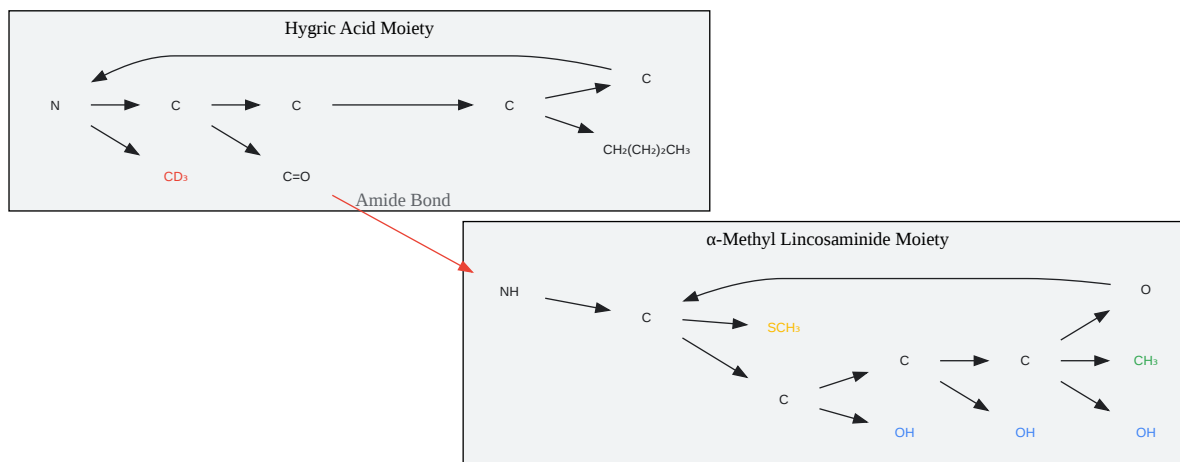 Hygric Acid Moiety
C
N
C
C
C
CH₂(CH₂)₂CH₃
CD₃
C=O
Amide Bond
α-Methyl Lincosaminide Moiety
NH
O
C
SCH₃
C
C
CH₃
C
OH
OH
OH